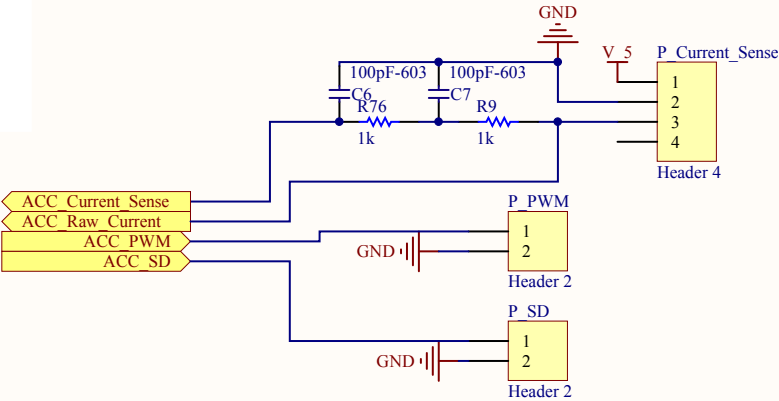 GND
V_5
P_Current_Sense
100pF-603
100pF-603
1
C6
C7
2
R76
R9
3
1k
1k
4
Header 4
ACC_Current_Sense
P_PWM
ACC_Raw_Current
1
ACC_PWM
GND
2
ACC_SD
Header 2
P_SD
1
GND
2
Header 2